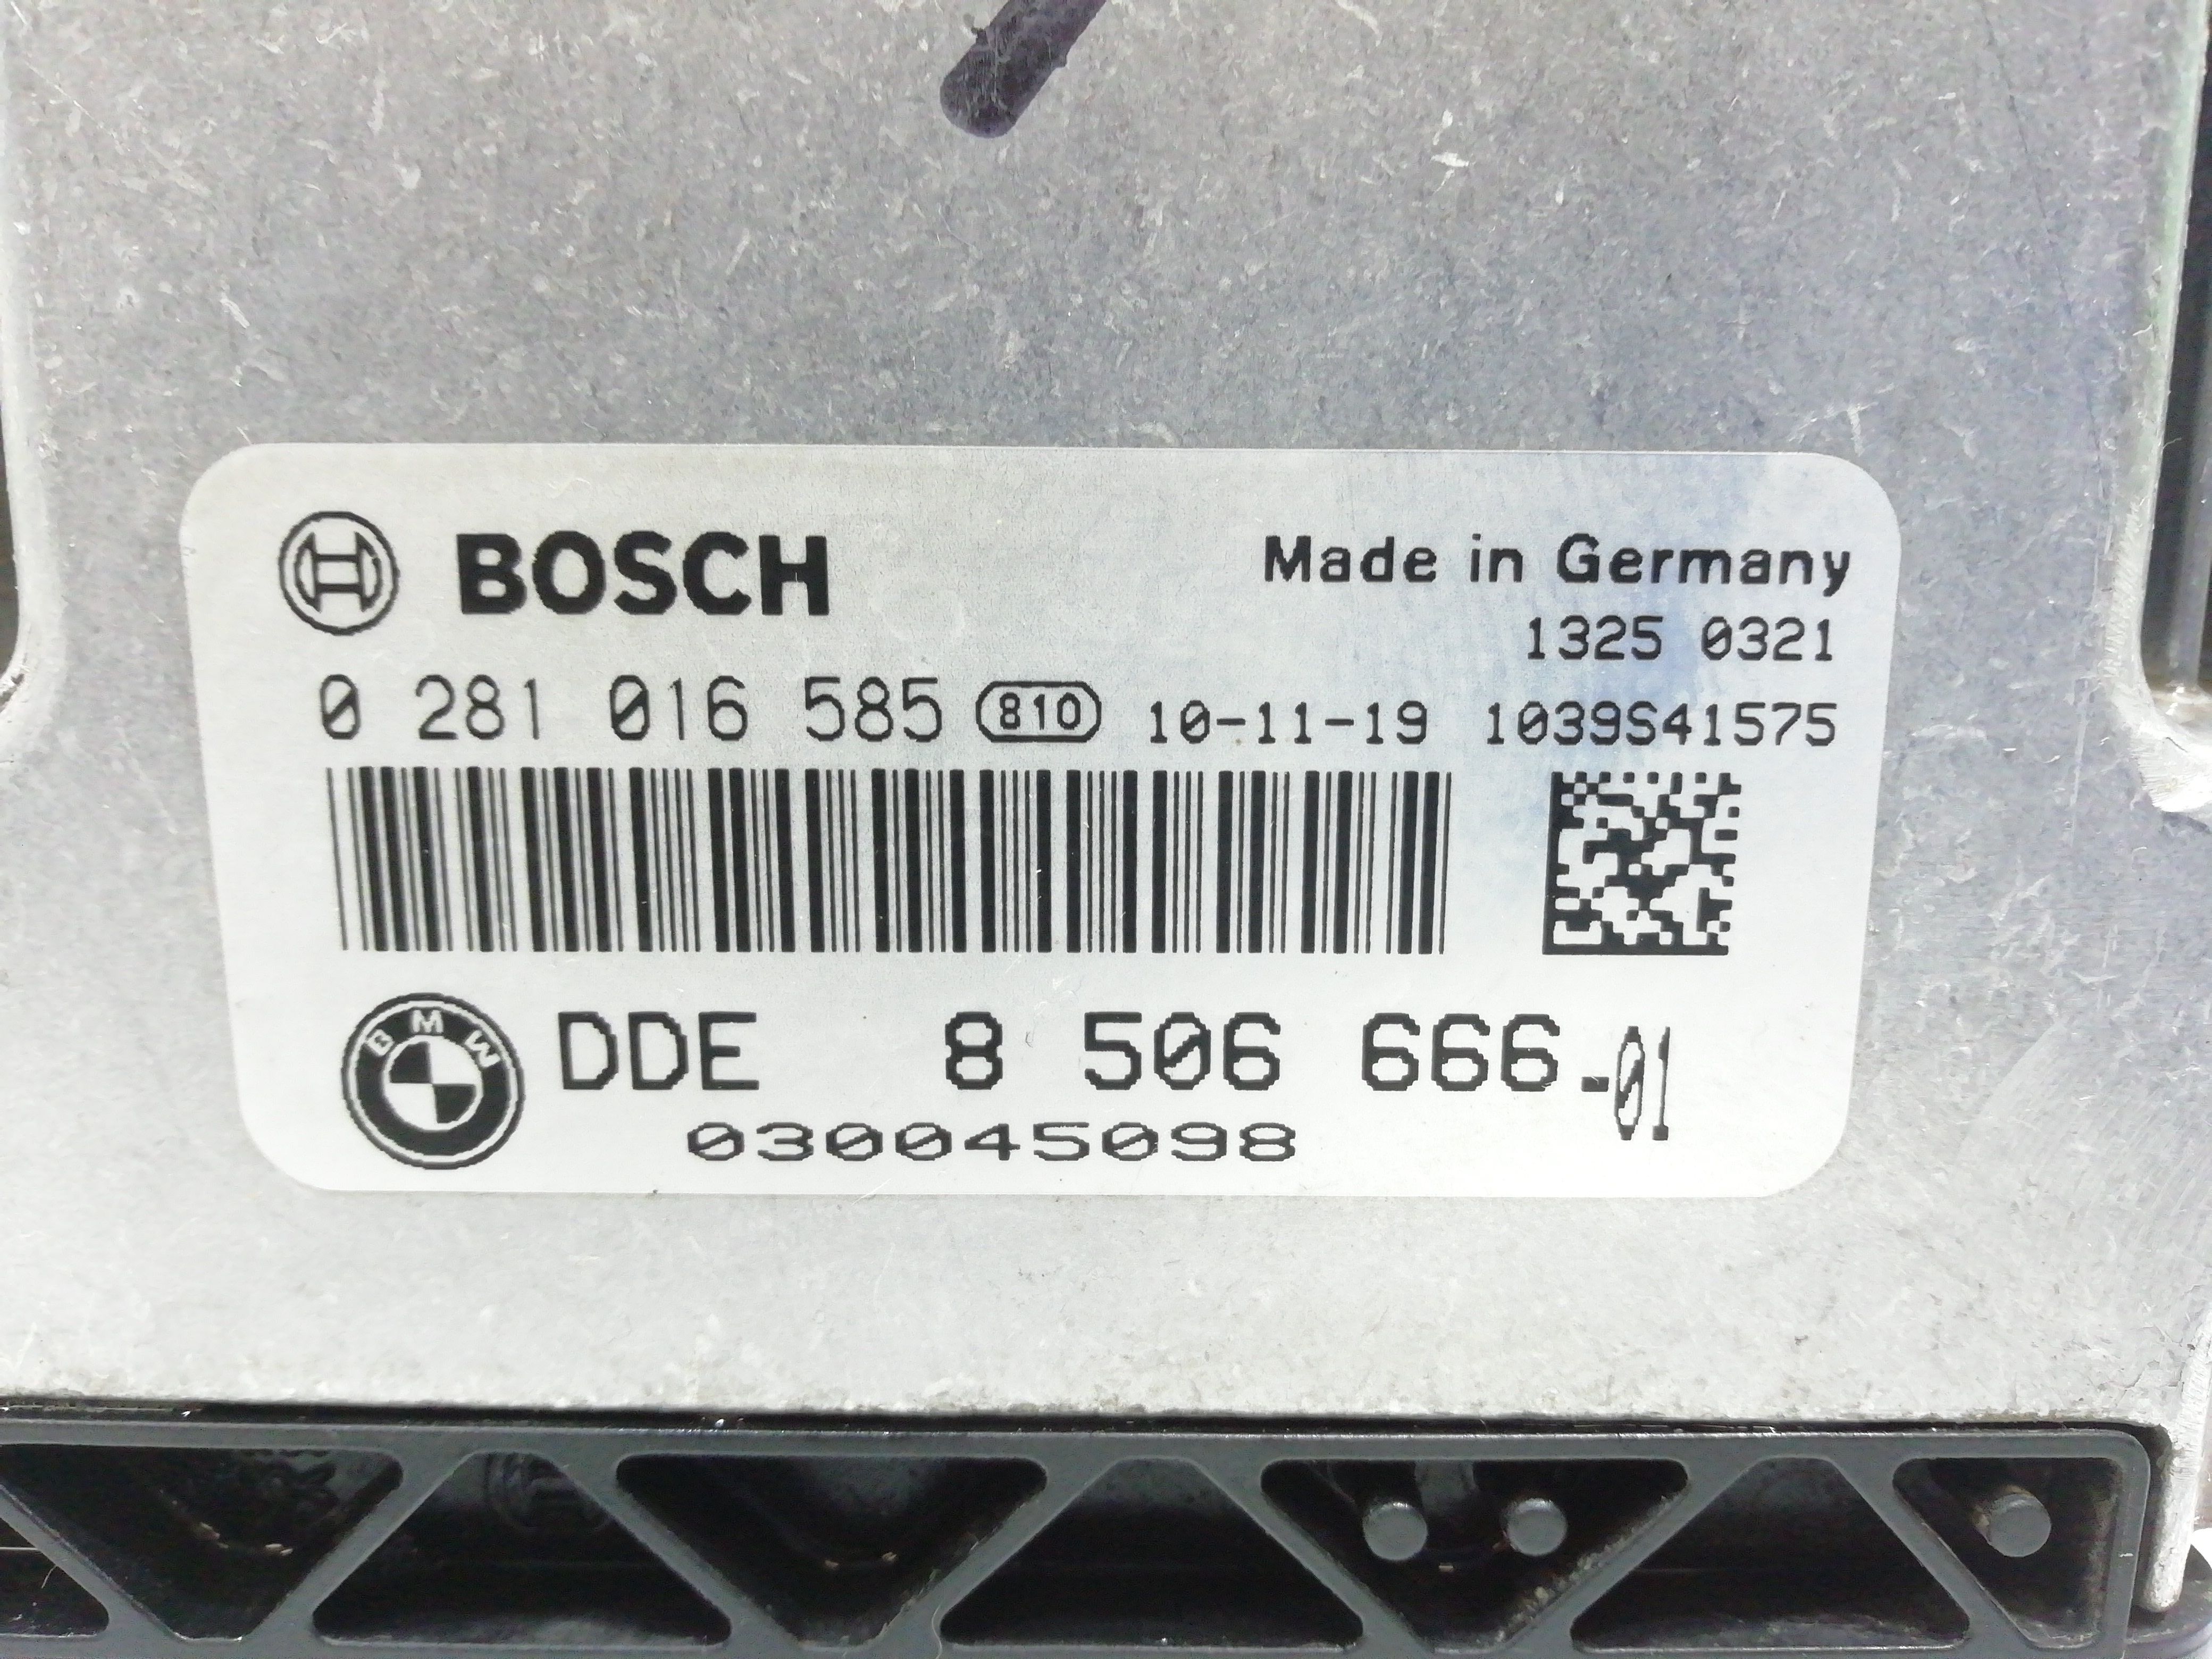 BOSCH
Made in Germany
1325 0321
0 281 016 585 810 10-11-19 1039S41575
BMW
DDE 8 506 666-01
030045098